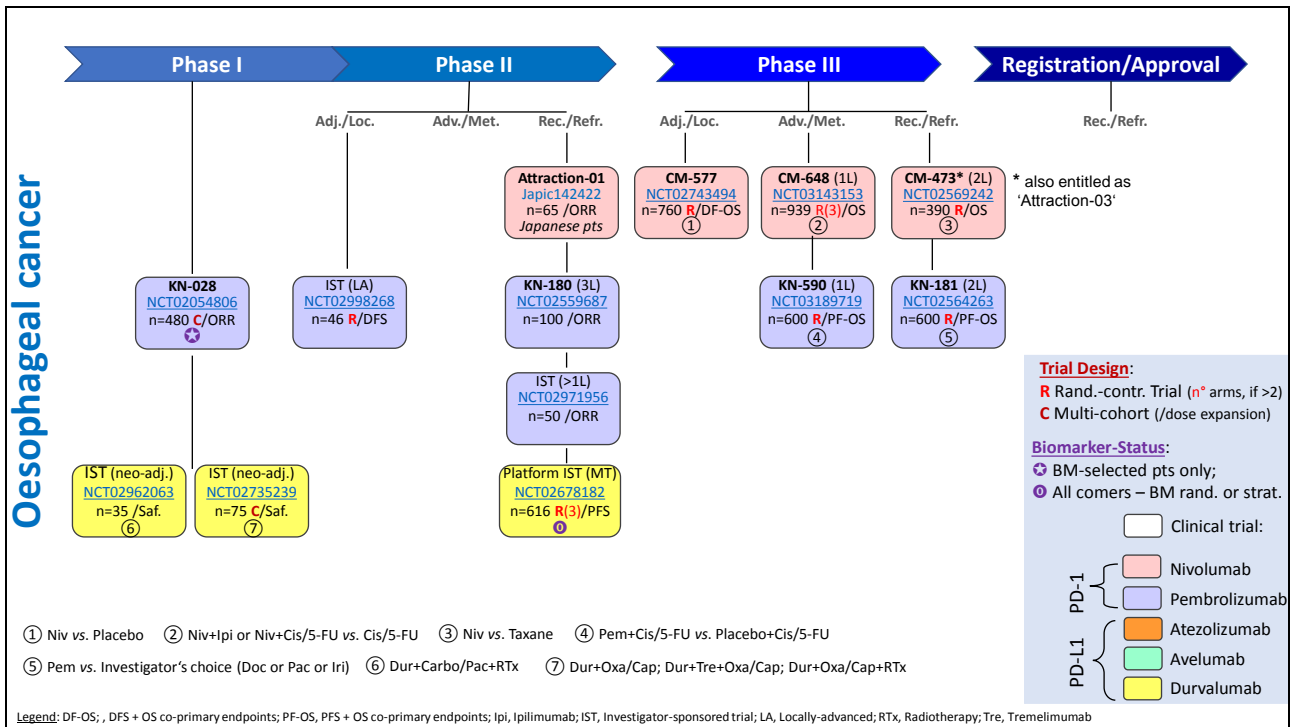 Oesophageal cancer
Phase I
Phase II
Phase III
Registration/Approval
Adj./Loc.
Adv./Met.
Rec./Refr.
Adj./Loc.
Adv./Met.
Rec./Refr.
Rec./Refr.
Attraction-01
Japic142422
n=65 /ORR
Japanese pts
CM-577
NCT02743494
n=760 R/DF-OS
①
CM-648 (1L)
NCT03143153
n=939 R(3)/OS
②
CM-473* (2L)
NCT02569242
n=390 R/OS
③
* also entitled as
'Attraction-03'
KN-028
NCT02054806
n=480 C/ORR
✪
IST (LA)
NCT02998268
n=46 R/DFS
KN-180 (3L)
NCT02559687
n=100 /ORR
KN-590 (1L)
NCT03189719
n=600 R/PF-OS
④
KN-181 (2L)
NCT02564263
n=600 R/PF-OS
⑤
IST (>1L)
NCT02971956
n=50 /ORR
IST (neo-adj.)
NCT02962063
n=35 /Saf.
⑥
IST (neo-adj.)
NCT02735239
n=75 C/Saf.
⑦
Platform IST (MT)
NCT02678182
n=616 R(3)/PFS
⓿
Trial Design:
R Rand.-contr. Trial (n° arms, if >2)
C Multi-cohort (/dose expansion)
Biomarker-Status:
✪ BM-selected pts only;
⓿ All comers – BM rand. or strat.
Clinical trial:
PD-1
Nivolumab
Pembrolizumab
PD-L1
Atezolizumab
Avelumab
Durvalumab
① Niv vs. Placebo ② Niv+Ipi or Niv+Cis/5-FU vs. Cis/5-FU ③ Niv vs. Taxane ④ Pem+Cis/5-FU vs. Placebo+Cis/5-FU
⑤ Pem vs. Investigator's choice (Doc or Pac or Iri) ⑥ Dur+Carbo/Pac+RTx ⑦ Dur+Oxa/Cap; Dur+Tre+Oxa/Cap; Dur+Oxa/Cap+RTx
Legend: DF-OS; , DFS + OS co-primary endpoints; PF-OS, PFS + OS co-primary endpoints; Ipi, Ipilimumab; IST, Investigator-sponsored trial; LA, Locally-advanced; RTx, Radiotherapy; Tre, Tremelimumab